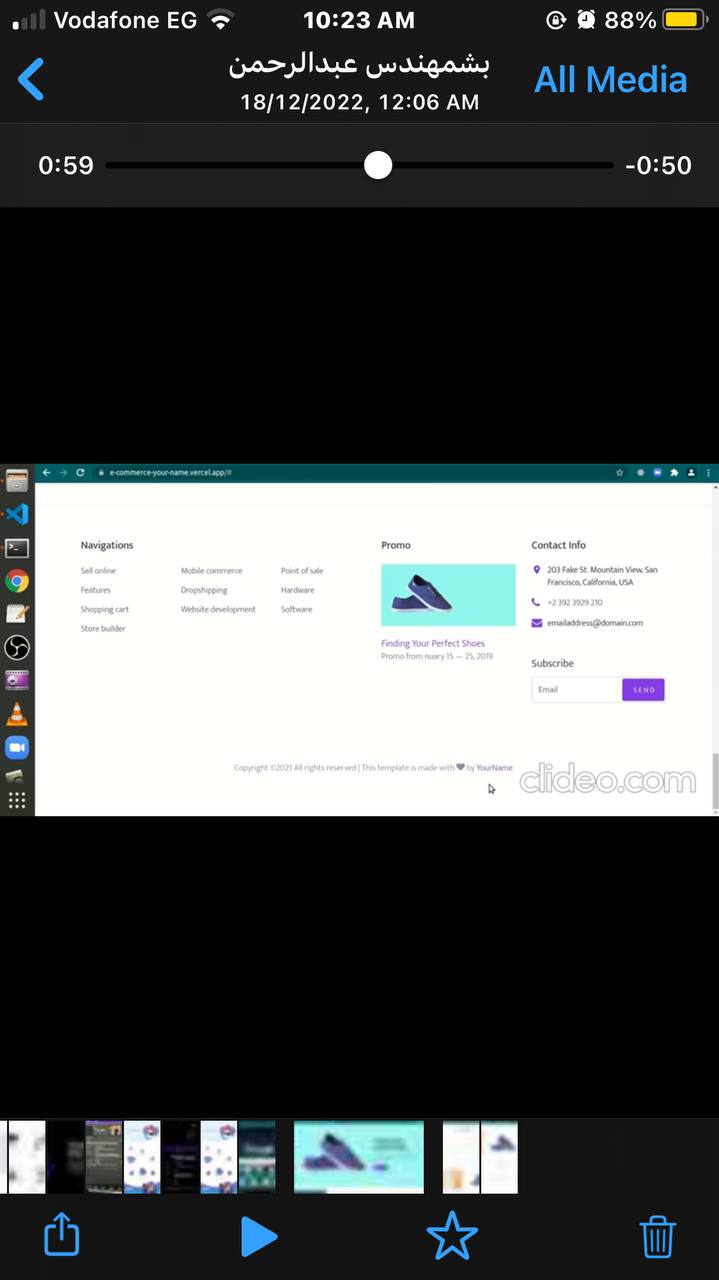 Vodafone EG
10:23 AM
88%
بشمهندس عبدالرحمن
18/12/2022, 12:06 AM
All Media
0:59
-0:50
e-commerce-your-name.vercel.app/#
Navigations
Sell online
Features
Shopping cart
Store builder
Mobile commerce
Dropshipping
Website development
Point of sale
Hardware
Software
Promo
Finding Your Perfect Shoes
Promo from nuary 15 — 25, 2019
Contact Info
203 Fake St. Mountain View, San
Francisco, California, USA
+2 392 3929 210
emailaddress@domain.com
Subscribe
Email
SEND
Copyright ©2021 All rights reserved | This template is made with ❤ by YourName
clideo.com